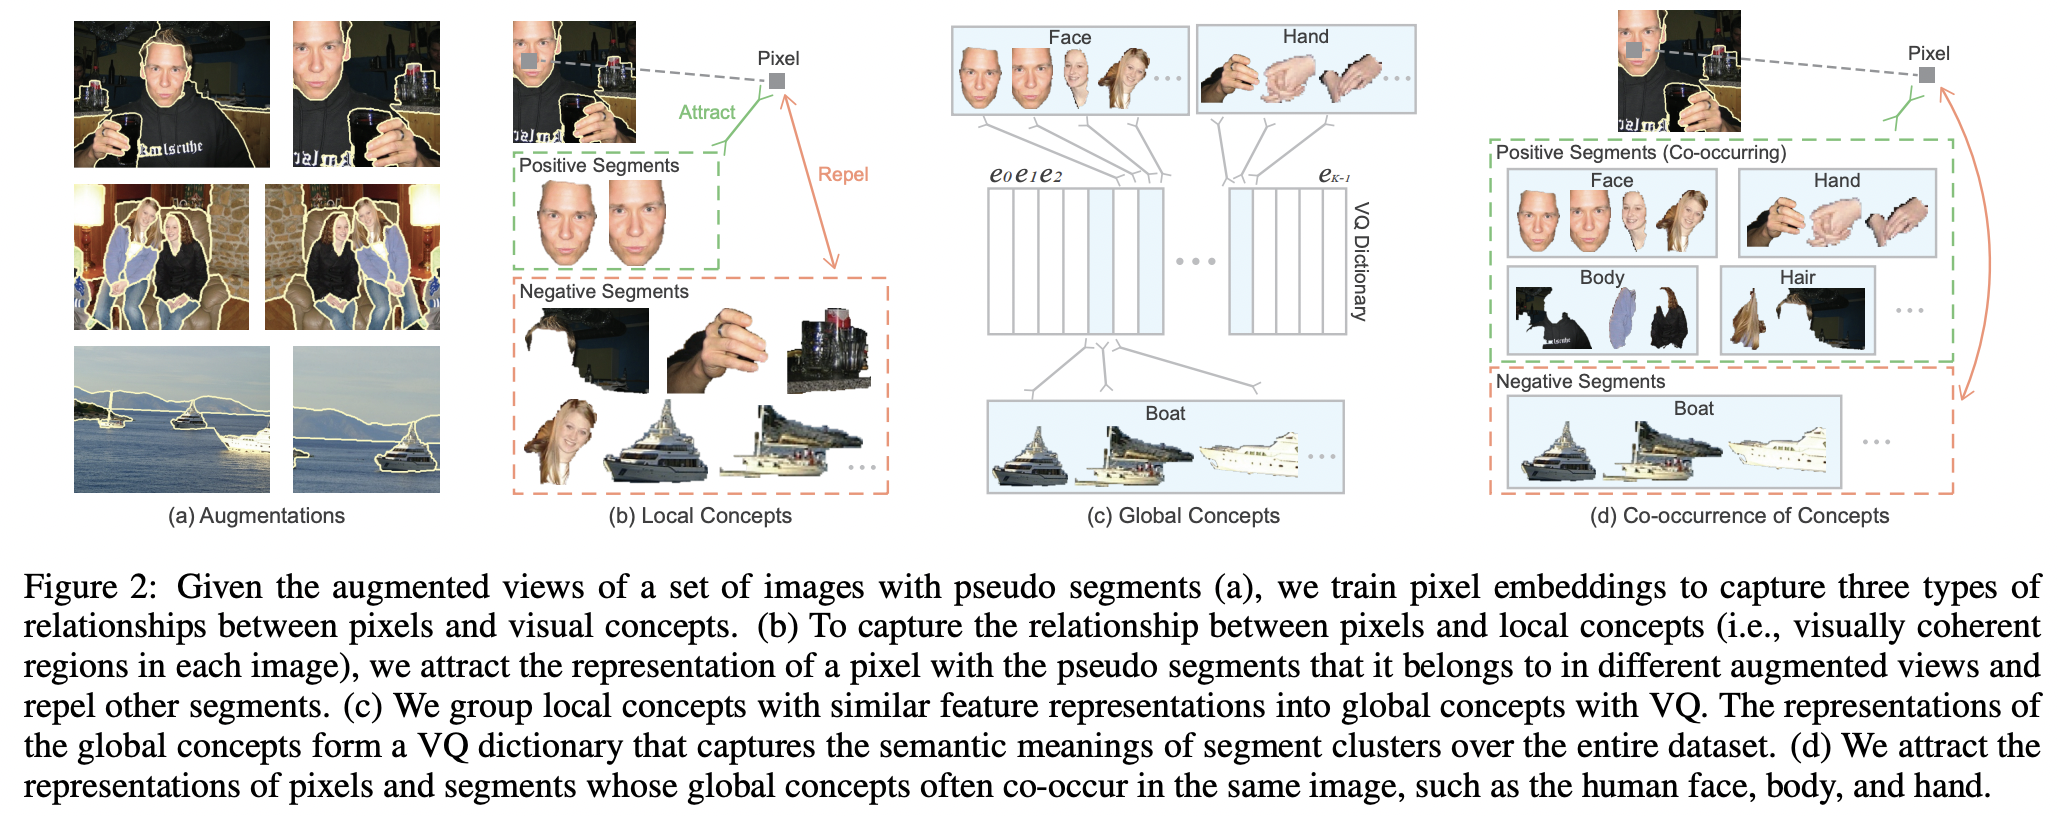 Pixel
Attract
Repel
Positive Segments
Negative Segments
Karlsruhe
Face
Hand
e0 e1 e2
eK-1
VQ Dictionary
Boat
Pixel
Positive Segments (Co-occurring)
Face
Hand
Body
Hair
Negative Segments
Boat
(a) Augmentations
(b) Local Concepts
(c) Global Concepts
(d) Co-occurrence of Concepts
Figure 2: Given the augmented views of a set of images with pseudo segments (a), we train pixel embeddings to capture three types of
relationships between pixels and visual concepts. (b) To capture the relationship between pixels and local concepts (i.e., visually coherent
regions in each image), we attract the representation of a pixel with the pseudo segments that it belongs to in different augmented views and
repel other segments. (c) We group local concepts with similar feature representations into global concepts with VQ. The representations of
the global concepts form a VQ dictionary that captures the semantic meanings of segment clusters over the entire dataset. (d) We attract the
representations of pixels and segments whose global concepts often co-occur in the same image, such as the human face, body, and hand.